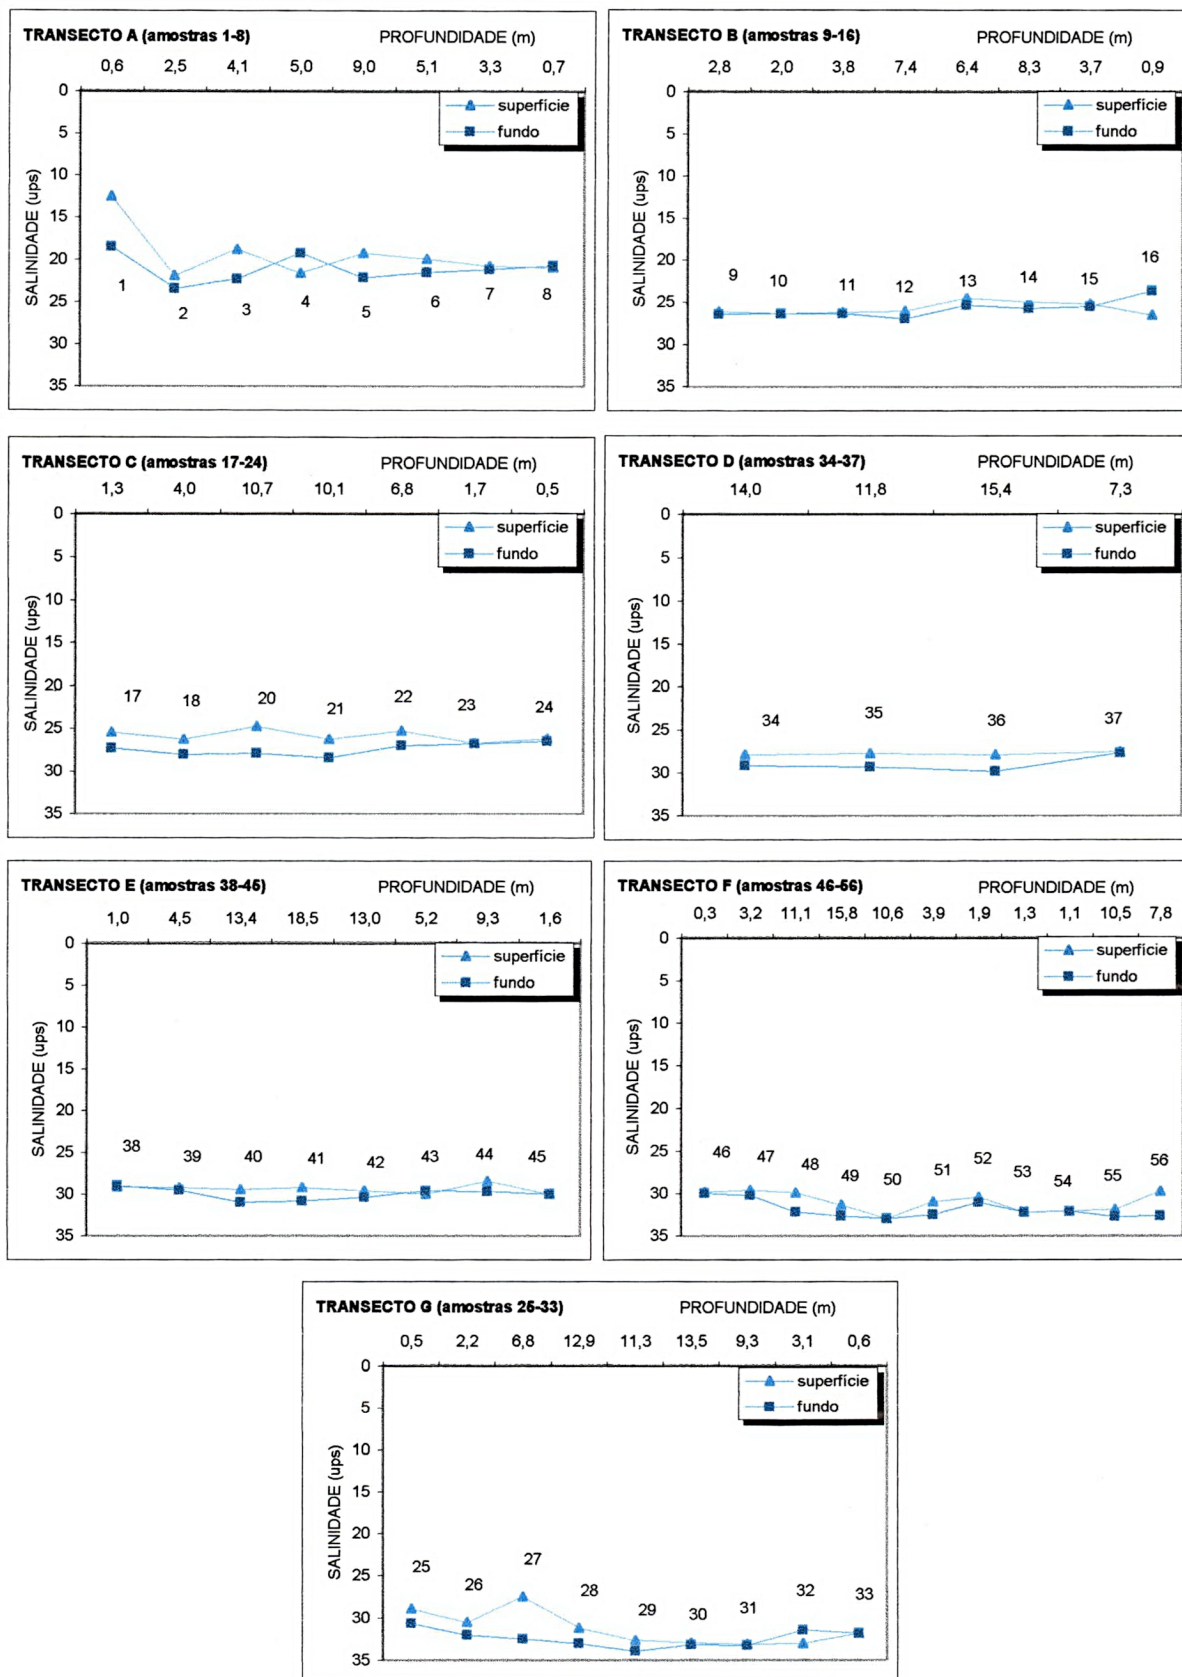 TRANSECTO A (amostras 1-8) PROFUNDIDADE (m)
0,6 2,5 4,1 5,0 9,0 5,1 3,3 0,7
0
5
10
15
20
25
30
35
SALINIDADE (ups)
superfície
fundo
1 2 3 4 5 6 7 8
TRANSECTO B (amostras 9-16) PROFUNDIDADE (m)
2,8 2,0 3,8 7,4 6,4 8,3 3,7 0,9
0
5
10
15
20
25
30
35
SALINIDADE (ups)
superfície
fundo
9 10 11 12 13 14 15 16
TRANSECTO C (amostras 17-24) PROFUNDIDADE (m)
1,3 4,0 10,7 10,1 6,8 1,7 0,5
0
5
10
15
20
25
30
35
SALINIDADE (ups)
superfície
fundo
17 18 20 21 22 23 24
TRANSECTO D (amostras 34-37) PROFUNDIDADE (m)
14,0 11,8 15,4 7,3
0
5
10
15
20
25
30
35
SALINIDADE (ups)
superfície
fundo
34 35 36 37
TRANSECTO E (amostras 38-45) PROFUNDIDADE (m)
1,0 4,5 13,4 18,5 13,0 5,2 9,3 1,6
0
5
10
15
20
25
30
35
SALINIDADE (ups)
superfície
fundo
38 39 40 41 42 43 44 45
TRANSECTO F (amostras 46-56) PROFUNDIDADE (m)
0,3 3,2 11,1 15,8 10,6 3,9 1,9 1,3 1,1 10,5 7,8
0
5
10
15
20
25
30
35
SALINIDADE (ups)
superfície
fundo
46 47 48 49 50 51 52 53 54 55 56
TRANSECTO G (amostras 25-33) PROFUNDIDADE (m)
0,5 2,2 6,8 12,9 11,3 13,5 9,3 3,1 0,6
0
5
10
15
20
25
30
35
SALINIDADE (ups)
superfície
fundo
25 26 27 28 29 30 31 32 33